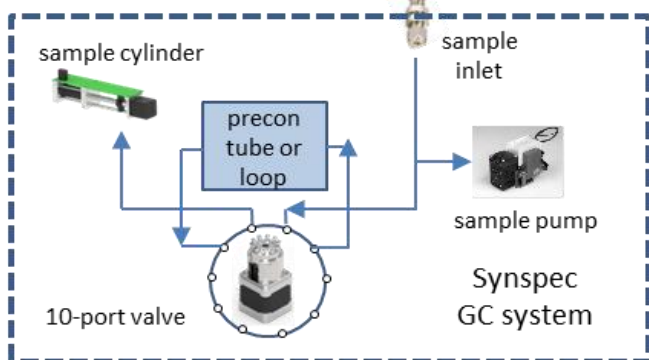 sample cylinder
sample
inlet
precon
tube or
loop
sample pump
10-port valve
Synspec
GC system